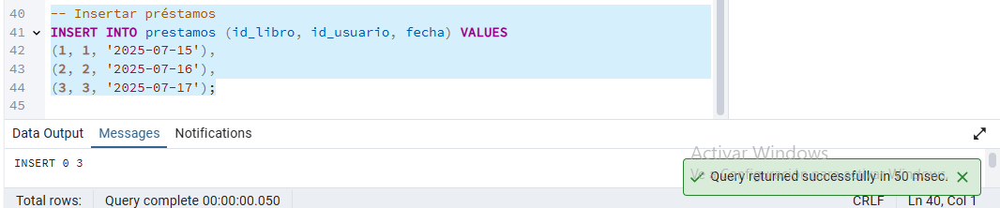 40 -- Insertar préstamos
41 INSERT INTO prestamos (id_libro, id_usuario, fecha) VALUES
42 (1, 1, '2025-07-15'),
43 (2, 2, '2025-07-16'),
44 (3, 3, '2025-07-17');
45
Data Output Messages Notifications
INSERT 0 3
Activar Windows
Query returned successfully in 50 msec.
Total rows: Query complete 00:00:00.050 CRLF Ln 40, Col 1